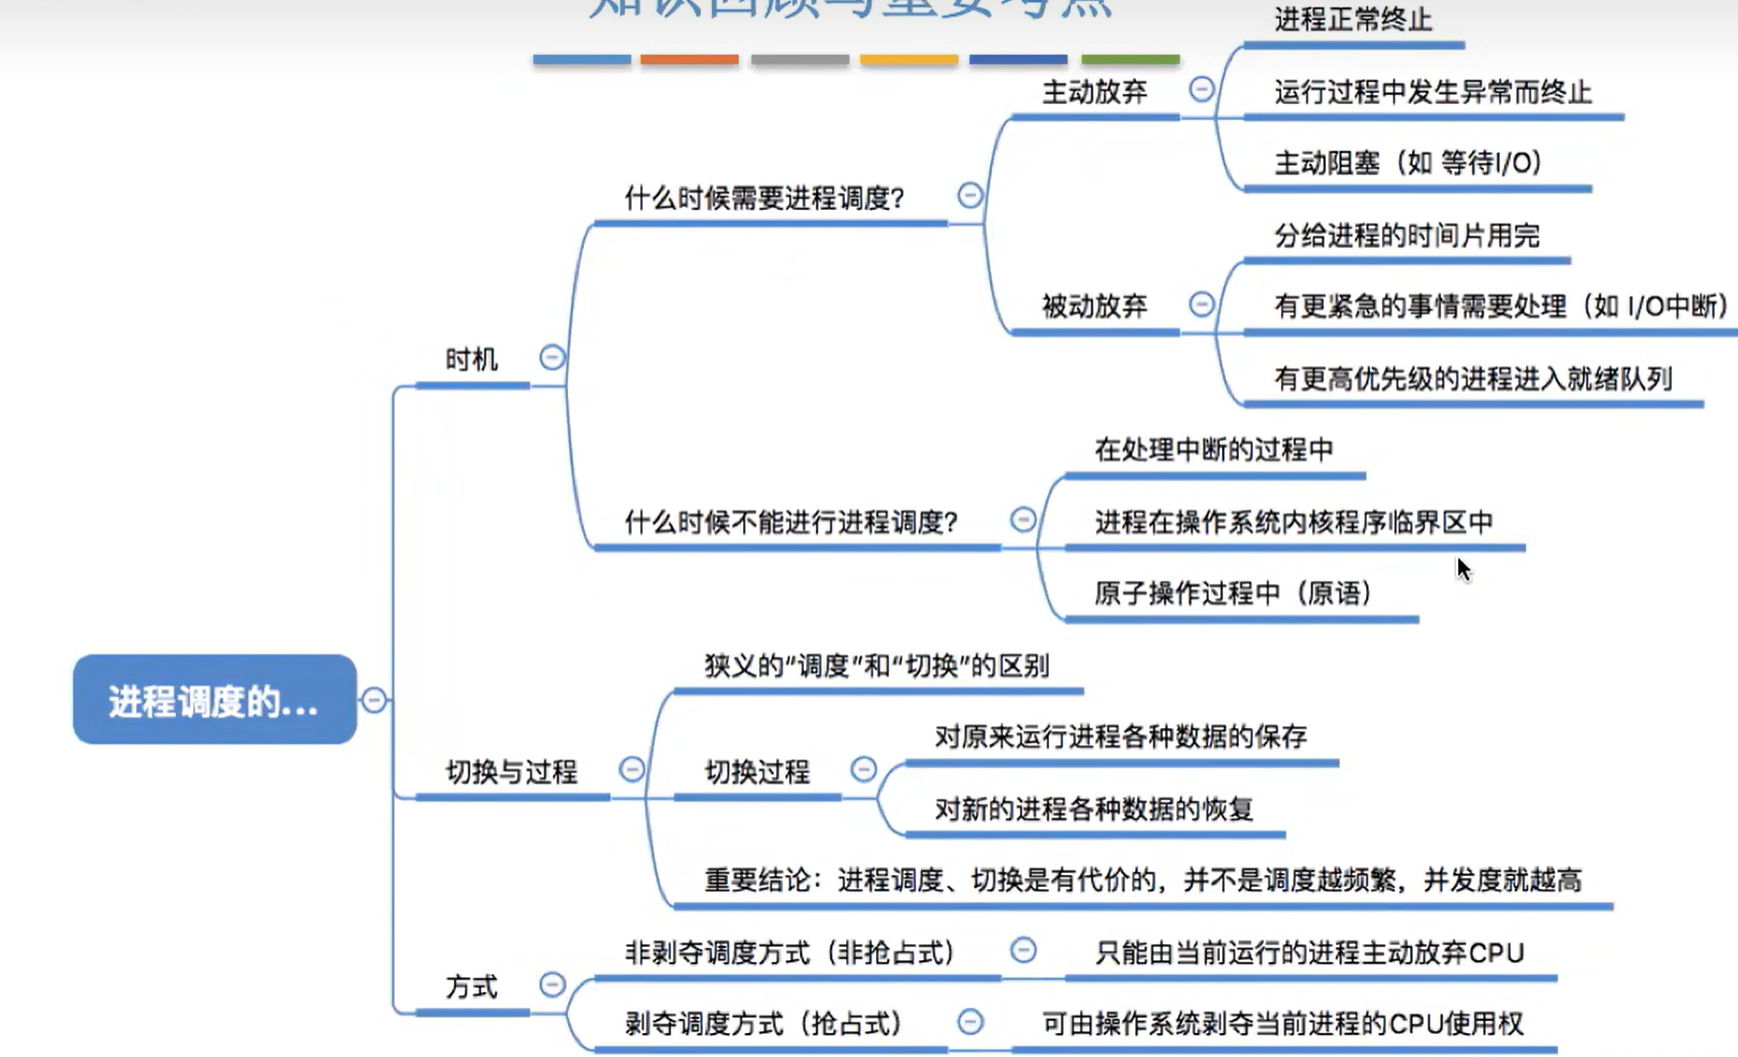 知识回顾与重要考点
进程正常终止
主动放弃
运行过程中发生异常而终止
主动阻塞（如 等待I/O）
什么时候需要进程调度？
分给进程的时间片用完
被动放弃
有更紧急的事情需要处理（如 I/O中断）
有更高优先级的进程进入就绪队列
时机
在处理中断的过程中
什么时候不能进行进程调度？
进程在操作系统内核程序临界区中
原子操作过程中（原语）
进程调度的...
狭义的“调度”和“切换”的区别
对原来运行进程各种数据的保存
切换与过程
切换过程
对新的进程各种数据的恢复
重要结论：进程调度、切换是有代价的，并不是调度越频繁，并发度就越高
非剥夺调度方式（非抢占式）
只能由当前运行的进程主动放弃CPU
方式
剥夺调度方式（抢占式）
可由操作系统剥夺当前进程的CPU使用权